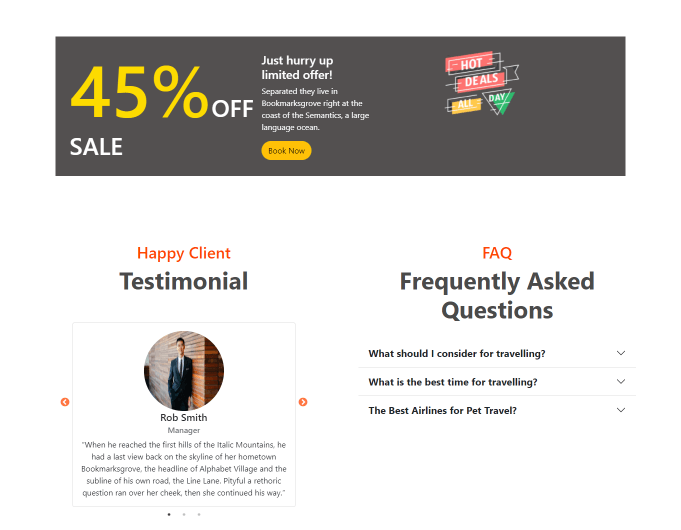 45% OFF
SALE
Just hurry up
limited offer!
Separated they live in
Bookmarksgrove right at the
coast of the Semantics, a large
language ocean.
Book Now
HOT
DEALS
ALL DAY
Happy Client
Testimonial
Rob Smith
Manager
"When he reached the first hills of the Italic Mountains, he
had a last view back on the skyline of her hometown
Bookmarksgrove, the headline of Alphabet Village and the
subline of his own road, the Line Lane. Pityful a rethoric
question ran over her cheek, then she continued his way."
FAQ
Frequently Asked
Questions
What should I consider for travelling?
What is the best time for travelling?
The Best Airlines for Pet Travel?